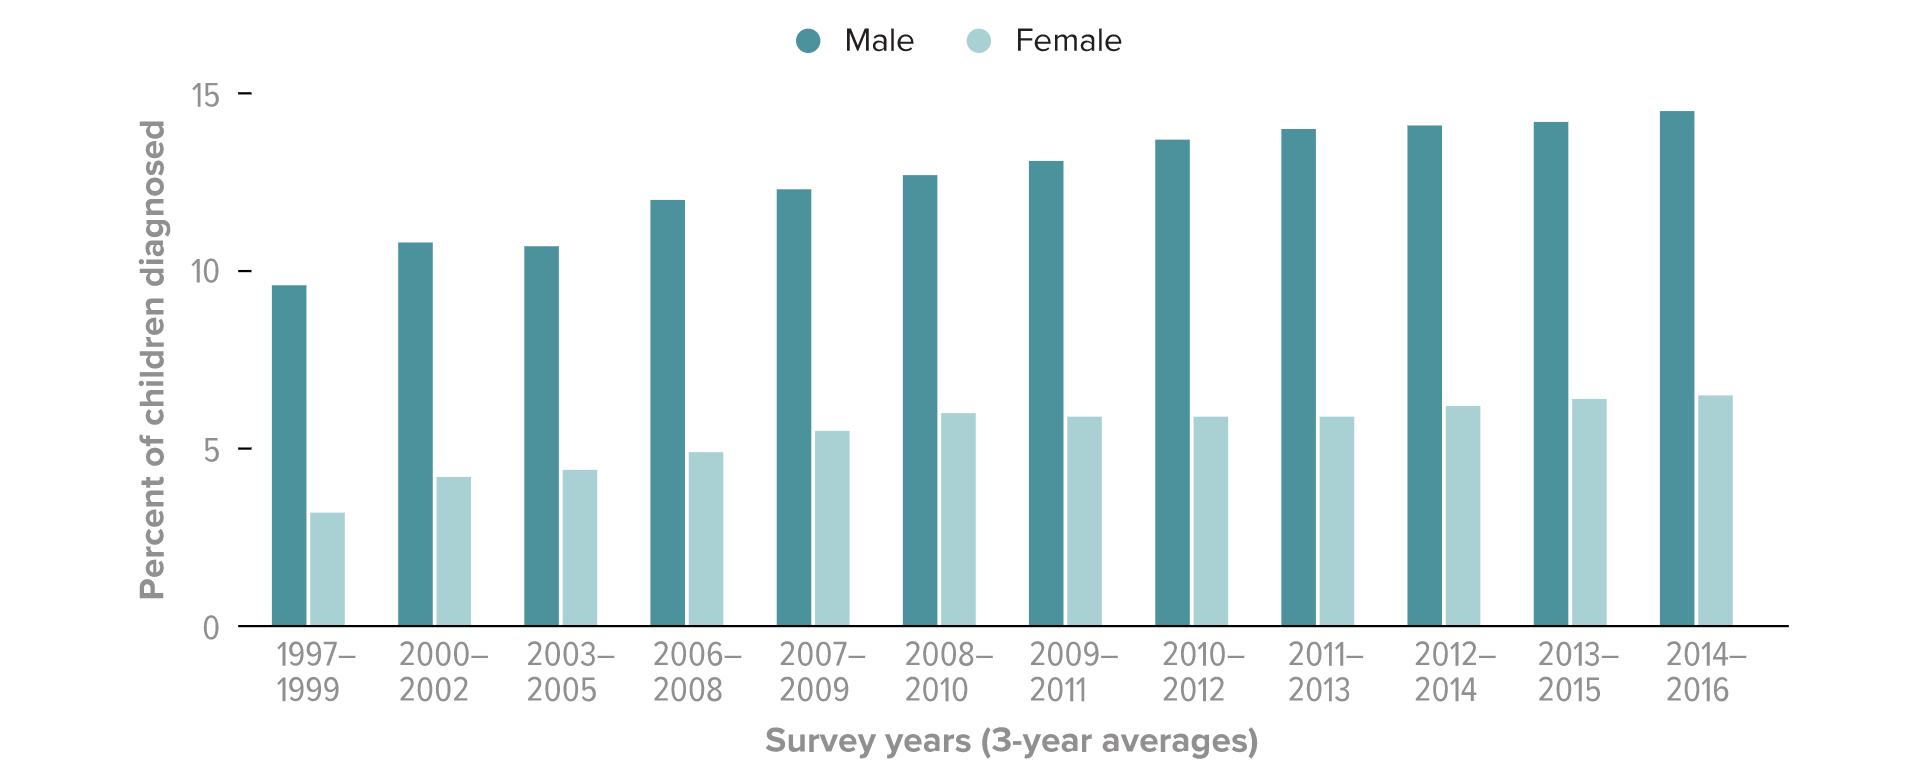 Male Female
15
10
5
0
Percent of children diagnosed
1997– 2000– 2003– 2006– 2007– 2008– 2009– 2010– 2011– 2012– 2013– 2014–
1999 2002 2005 2008 2009 2010 2011 2012 2013 2014 2015 2016
Survey years (3-year averages)